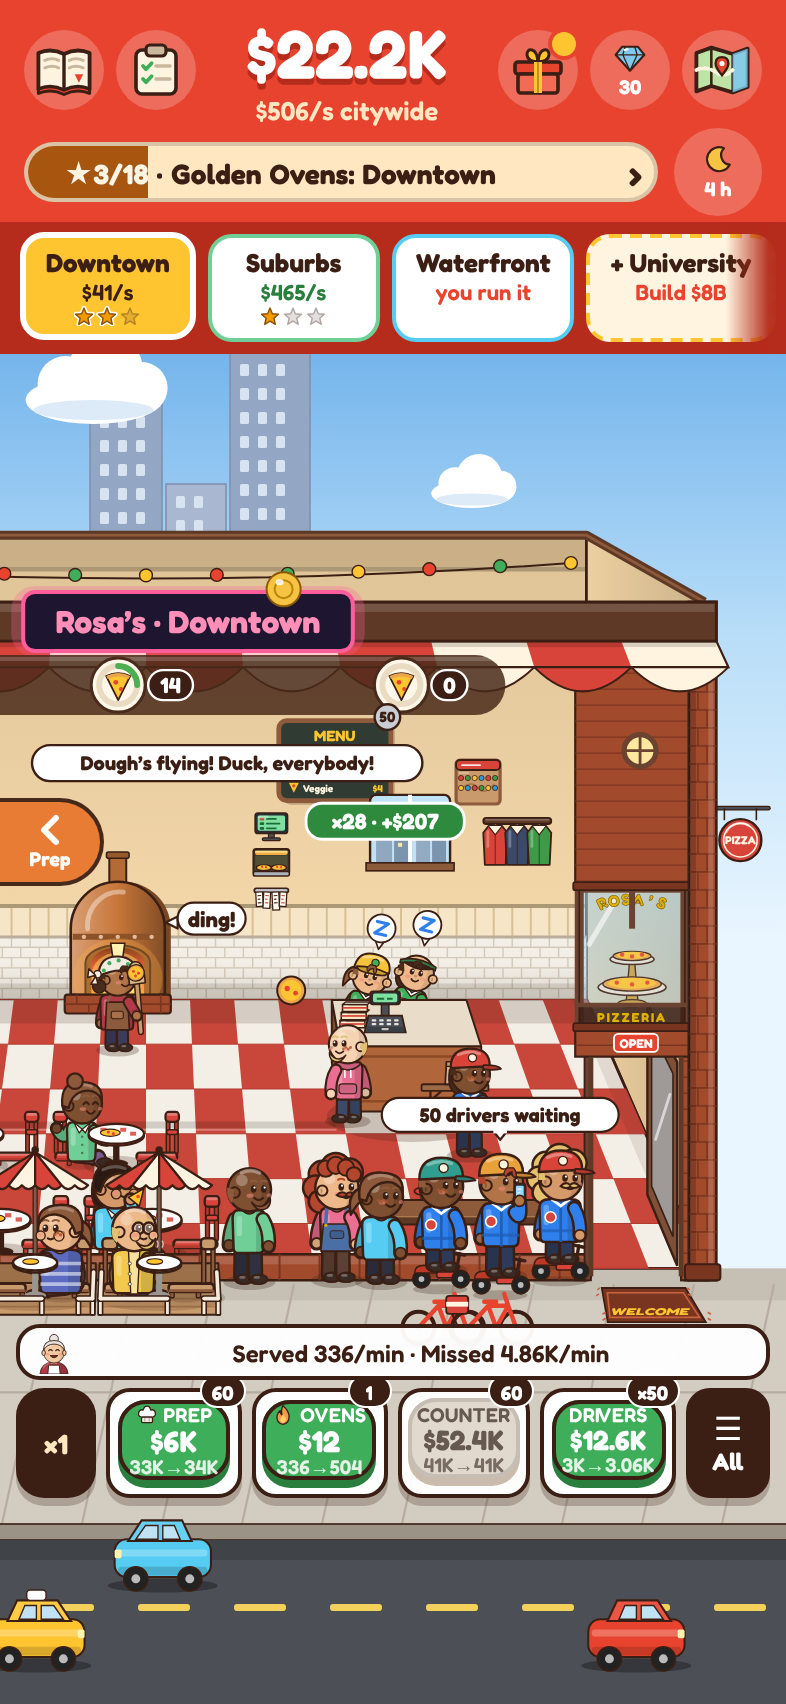 $22.2K
$506/s citywide
30
★3/18 · Golden Ovens: Downtown
4 h
Downtown
$41/s
Suburbs
$465/s
Waterfront
you run it
+ University
Build $8B
Rosa's · Downtown
14
0
50
MENU
Dough's flying! Duck, everybody!
Veggie $4
x28 · +$207
Prep
PIZZA
ding!
ROSA'S
Z
Z
PIZZERIA
OPEN
50 drivers waiting
WELCOME
Served 336/min · Missed 4.86K/min
x1
60
PREP
$6K
33K→34K
1
OVENS
$12
336→504
60
COUNTER
$52.4K
41K→41K
x50
DRIVERS
$12.6K
3K→3.06K
All